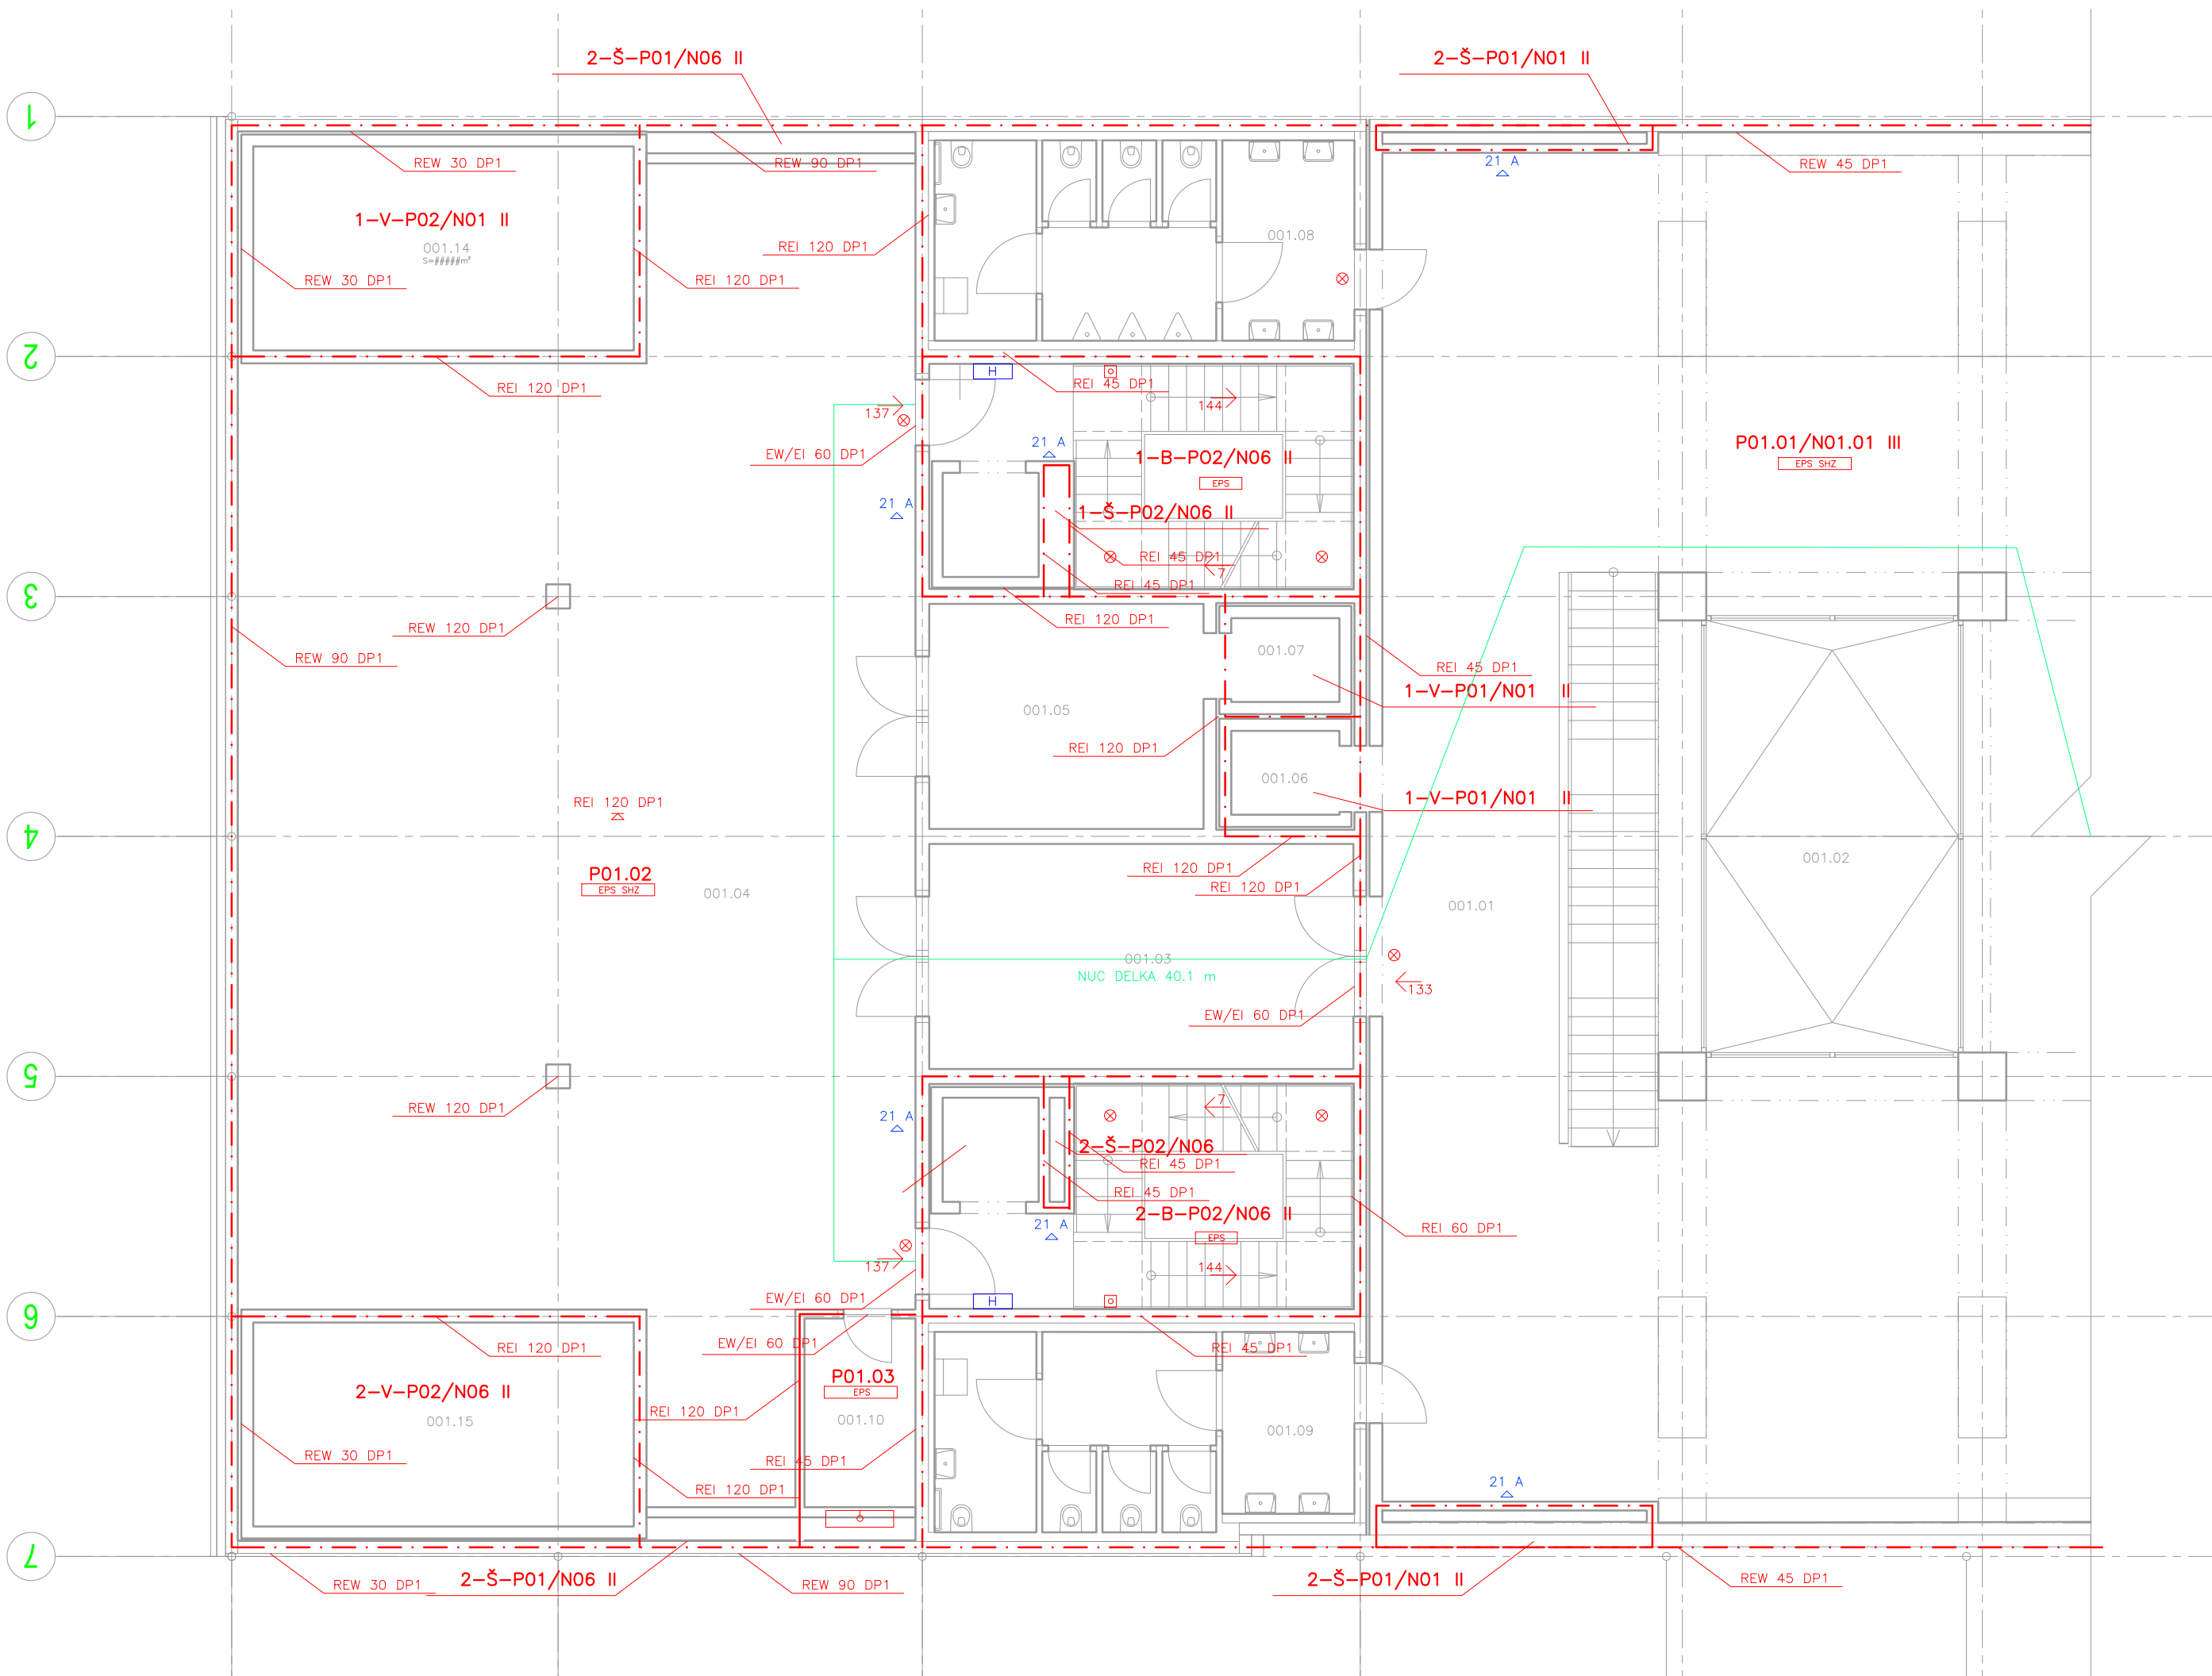 2-Š-P01/N06 II
2-Š-P01/N01 II
1
REW 30 DP1
REW 90 DP1
21 A
REW 45 DP1
1-V-P02/N01 II
001.14
S=#####m²
REI 120 DP1
001.08
REW 30 DP1
REI 120 DP1
2
REI 120 DP1
H
REI 45 DP1
137
144
21 A
EW/EI 60 DP1
1-B-P02/N06 II
EPS
P01.01/N01.01 III
EPS SHZ
21 A
1-Š-P02/N06 II
REI 45 DP1
7
REI 45 DP1
3
REI 120 DP1
REW 120 DP1
REW 90 DP1
001.07
REI 45 DP1
1-V-P01/N01 II
001.05
REI 120 DP1
001.06
REI 120 DP1
1-V-P01/N01 II
4
001.02
REI 120 DP1
P01.02
EPS SHZ
001.04
REI 120 DP1
001.01
001.03
NUC DELKA 40.1 m
133
EW/EI 60 DP1
5
REW 120 DP1
21 A
7
2-Š-P02/N06
REI 45 DP1
REI 45 DP1
2-B-P02/N06 II
EPS
21 A
REI 60 DP1
137
144
EW/EI 60 DP1
H
6
REI 120 DP1
EW/EI 60 DP1
REI 45 DP1
P01.03
EPS
2-V-P02/N06 II
001.15
REI 120 DP1
001.10
001.09
REW 30 DP1
REI 45 DP1
REI 120 DP1
21 A
7
REW 30 DP1
2-Š-P01/N06 II
REW 90 DP1
2-Š-P01/N01 II
REW 45 DP1